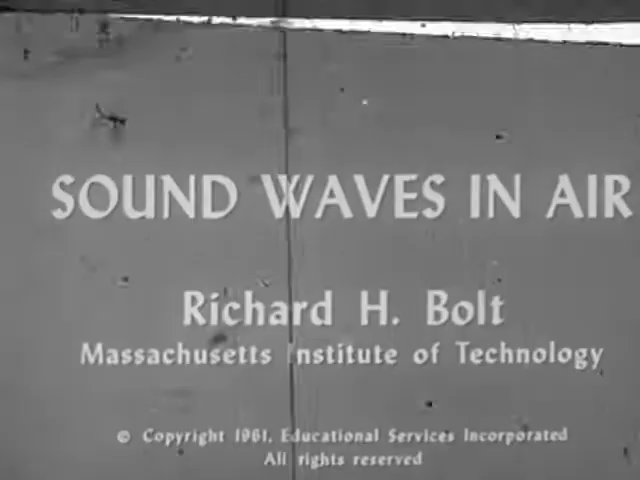 SOUND WAVES IN AIR
Richard H. Bolt
Massachusetts Institute of Technology
© Copyright 1961, Educational Services Incorporated
All rights reserved